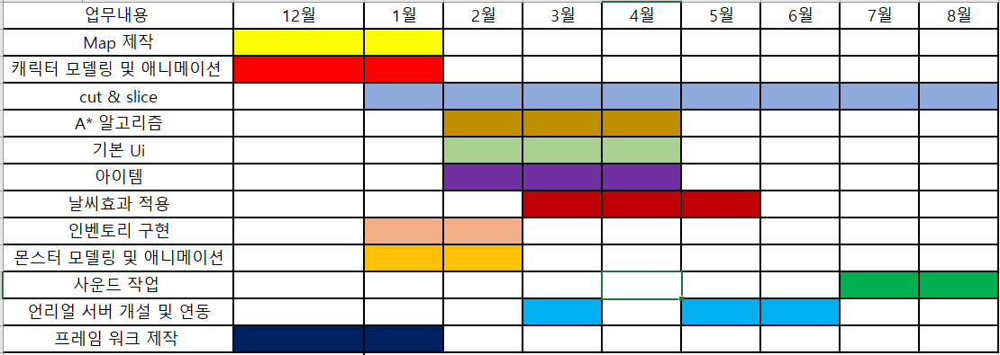 업무내용 12월 1월 2월 3월 4월 5월 6월 7월 8월
Map 제작
캐릭터 모델링 및 애니메이션
cut & slice
A* 알고리즘
기본 Ui
아이템
날씨효과 적용
인벤토리 구현
몬스터 모델링 및 애니메이션
사운드 작업
언리얼 서버 개설 및 연동
프레임 워크 제작